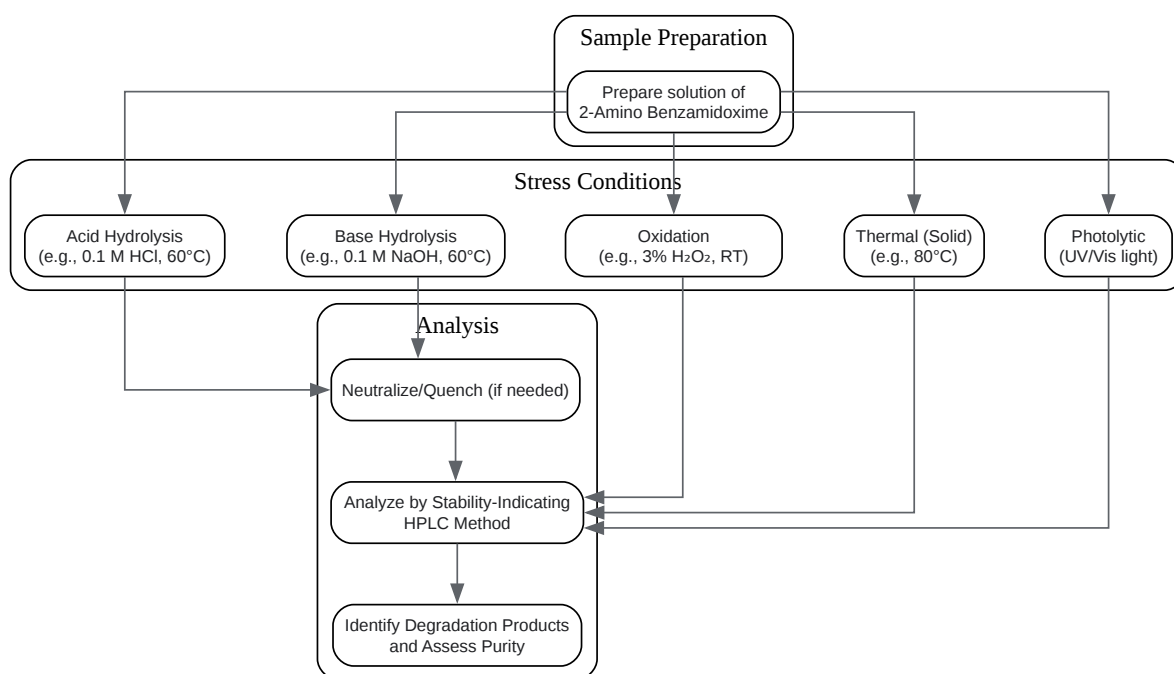 Sample Preparation
Prepare solution of
2-Amino Benzamidoxime
Stress Conditions
Acid Hydrolysis
(e.g., 0.1 M HCl, 60°C)
Base Hydrolysis
(e.g., 0.1 M NaOH, 60°C)
Oxidation
(e.g., 3% H₂O₂, RT)
Thermal (Solid)
(e.g., 80°C)
Photolytic
(UV/Vis light)
Analysis
Neutralize/Quench (if needed)
Analyze by Stability-Indicating
HPLC Method
Identify Degradation Products
and Assess Purity